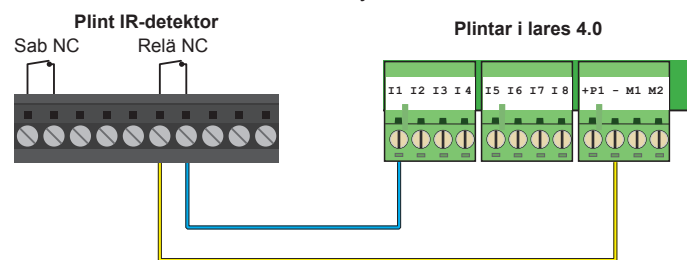 Plint IR-detektor
Sab NC Relä NC
Plintar i lares 4.0
I1 I2 I3 I4 I5 I6 I7 I8 +P1 - M1 M2